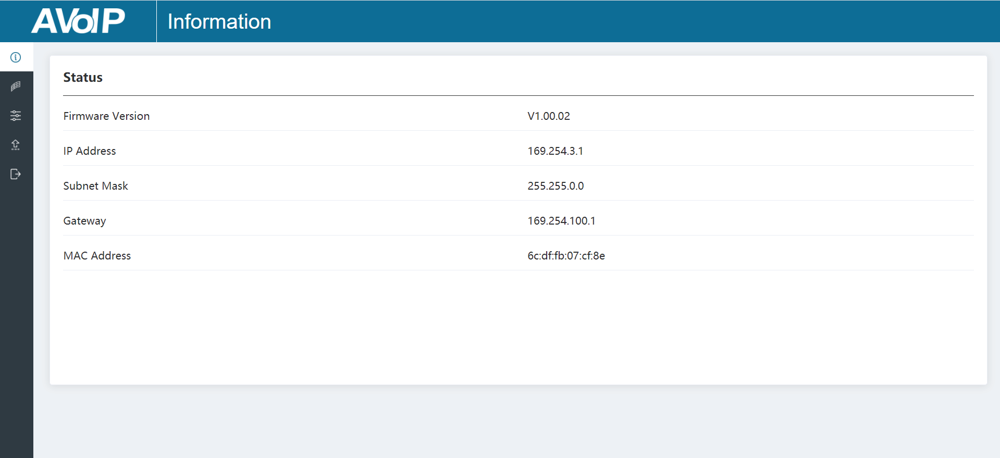 AVoIP
Information
Status
Firmware Version V1.00.02
IP Address 169.254.3.1
Subnet Mask 255.255.0.0
Gateway 169.254.100.1
MAC Address 6c:df:fb:07:cf:8e